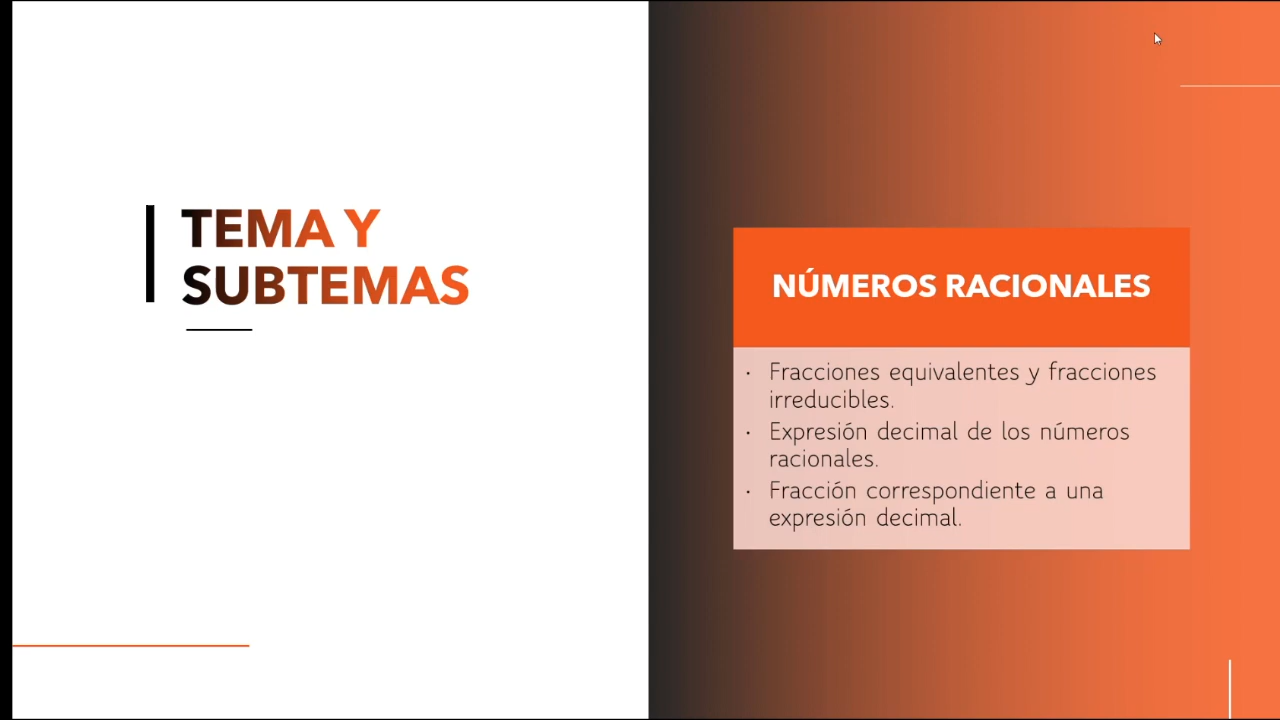 TEMA Y
SUBTEMAS
NÚMEROS RACIONALES
• Fracciones equivalentes y fracciones
irreducibles.
• Expresión decimal de los números
racionales.
• Fracción correspondiente a una
expresión decimal.